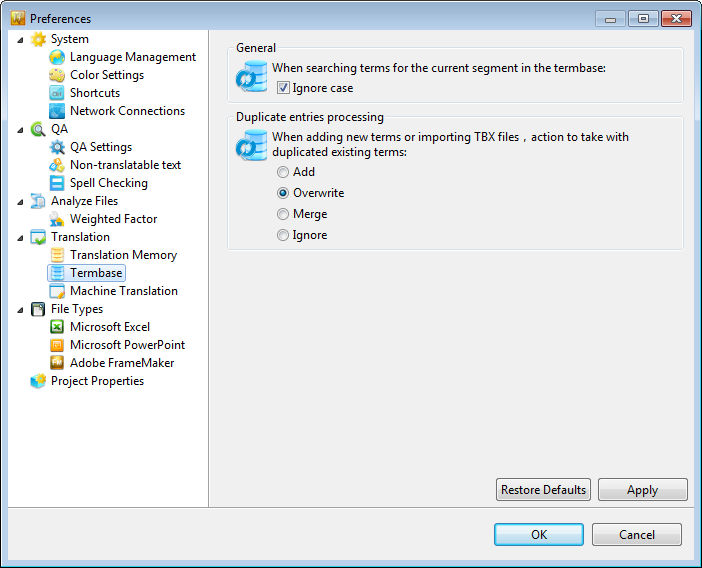 Preferences
System
Language Management
Color Settings
Shortcuts
Network Connections
QA
QA Settings
Non-translatable text
Spell Checking
Analyze Files
Weighted Factor
Translation
Translation Memory
Termbase
Machine Translation
File Types
Microsoft Excel
Microsoft PowerPoint
Adobe FrameMaker
Project Properties
General
When searching terms for the current segment in the termbase:
Ignore case
Duplicate entries processing
When adding new terms or importing TBX files，action to take with
duplicated existing terms:
Add
Overwrite
Merge
Ignore
Restore Defaults
Apply
OK
Cancel